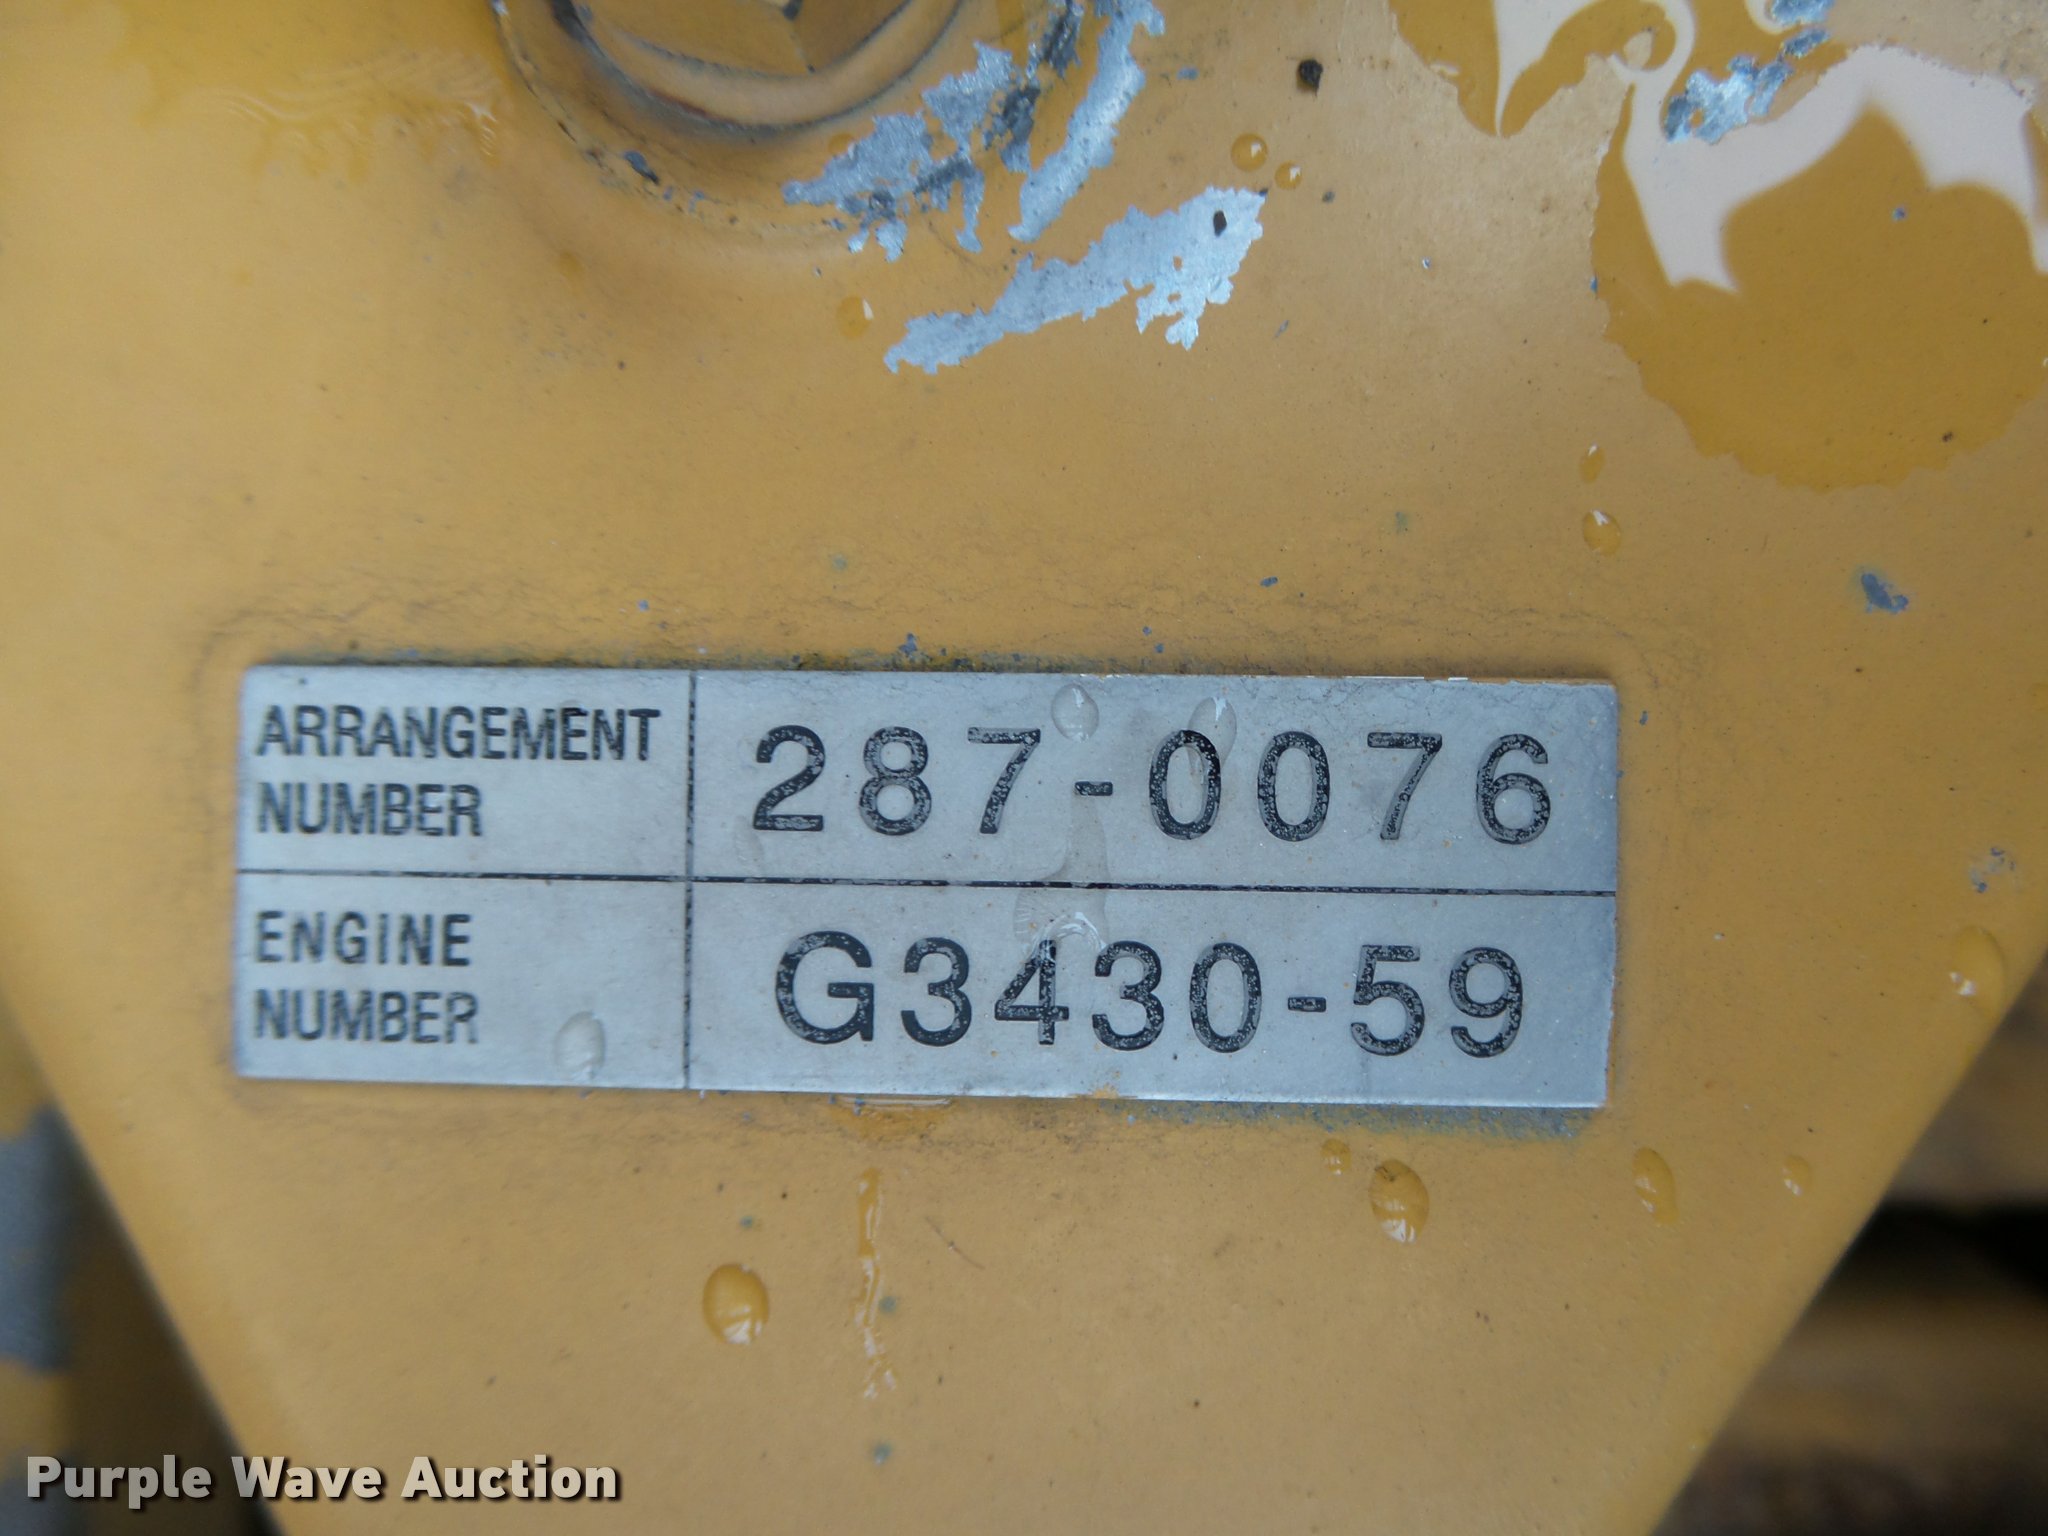 ARRANGEMENT
NUMBER
287-0076
ENGINE
NUMBER
G3430-59
Purple Wave Auction